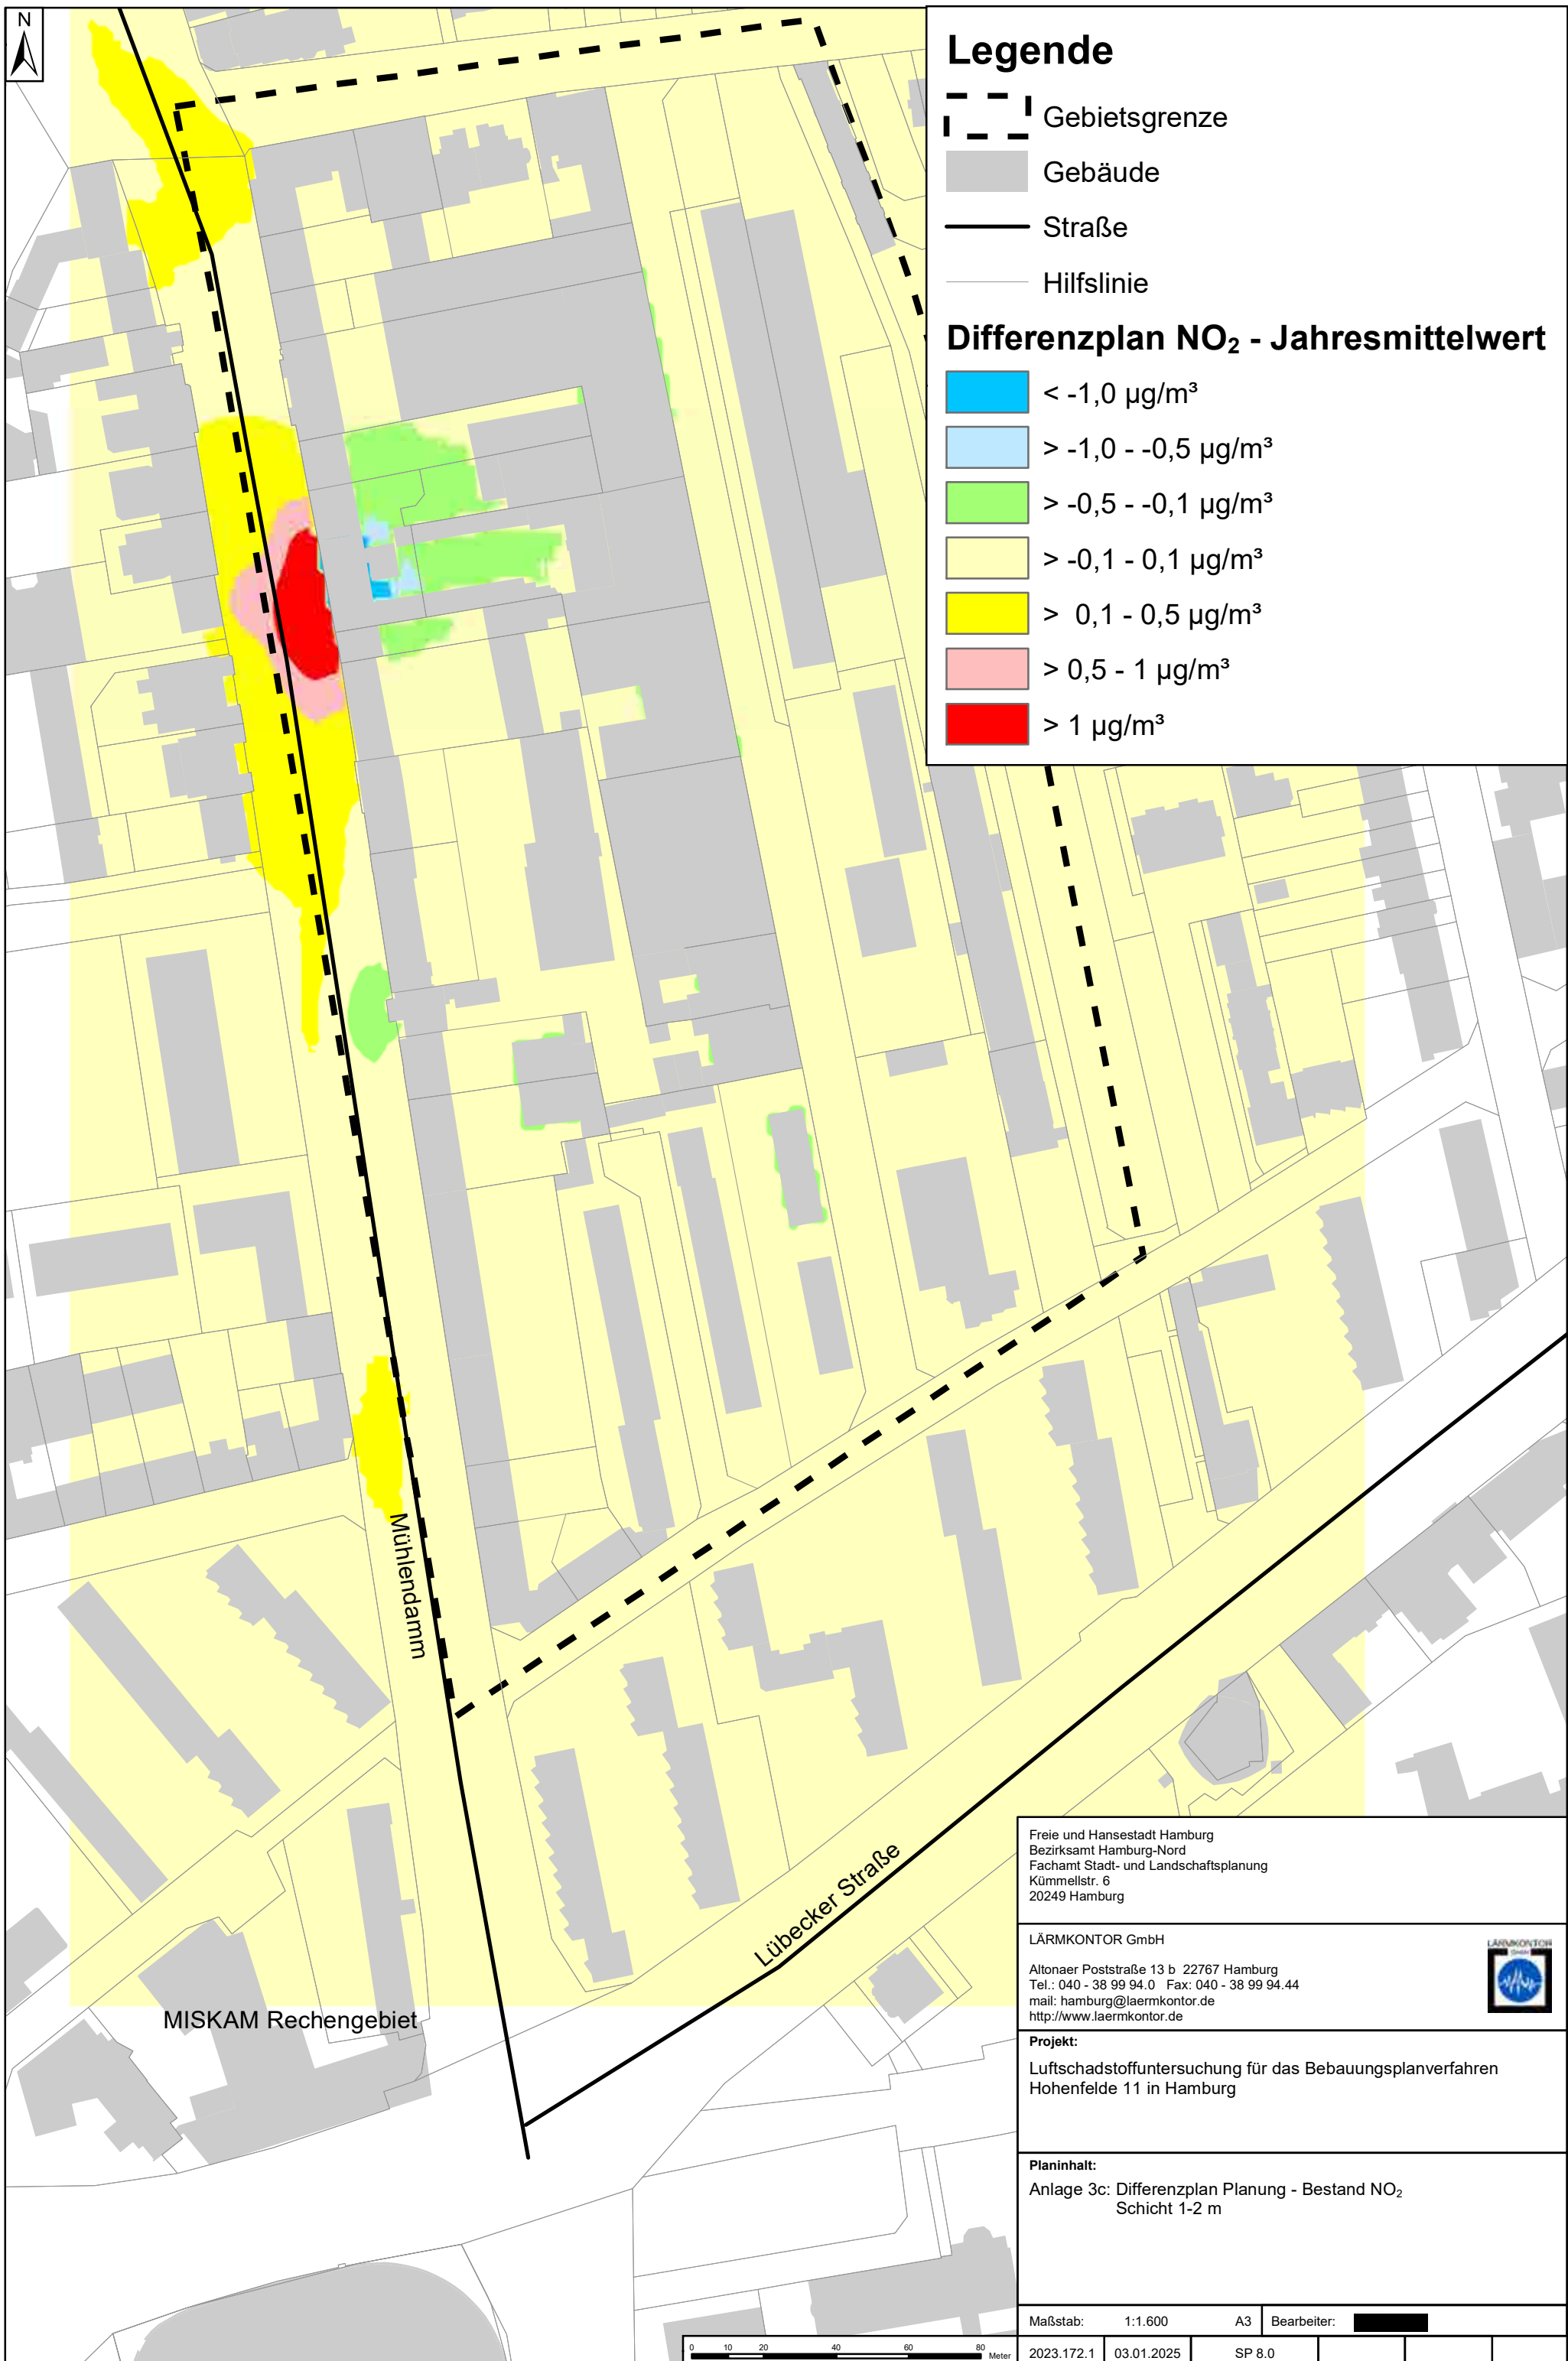 N
Legende
Gebietsgrenze
Gebäude
Straße
Hilfslinie
Differenzplan NO₂ - Jahresmittelwert
< -1,0 µg/m³
> -1,0 - -0,5 µg/m³
> -0,5 - -0,1 µg/m³
> -0,1 - 0,1 µg/m³
> 0,1 - 0,5 µg/m³
> 0,5 - 1 µg/m³
> 1 µg/m³
Mühlendamm
Lübecker Straße
MISKAM Rechengebiet
Freie und Hansestadt Hamburg
Bezirksamt Hamburg-Nord
Fachamt Stadt- und Landschaftsplanung
Kümmellstr. 6
20249 Hamburg
LÄRMKONTOR GmbH
LÄRMKONTOR
GmbH
Altonaer Poststraße 13 b 22767 Hamburg
Tel.: 040 - 38 99 94.0 Fax: 040 - 38 99 94.44
mail: hamburg@laermkontor.de
http://www.laermkontor.de
Projekt:
Luftschadstoffuntersuchung für das Bebauungsplanverfahren
Hohenfelde 11 in Hamburg
Planinhalt:
Anlage 3c: Differenzplan Planung - Bestand NO₂
Schicht 1-2 m
Maßstab: 1:1.600 A3 Bearbeiter:
0 10 20 40 60 80
Meter
2023.172.1 03.01.2025 SP 8.0